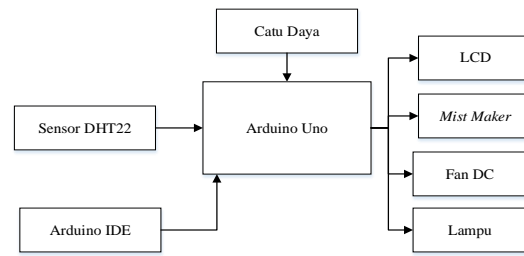 Catu Daya
LCD
Sensor DHT22
Arduino Uno
Mist Maker
Fan DC
Arduino IDE
Lampu